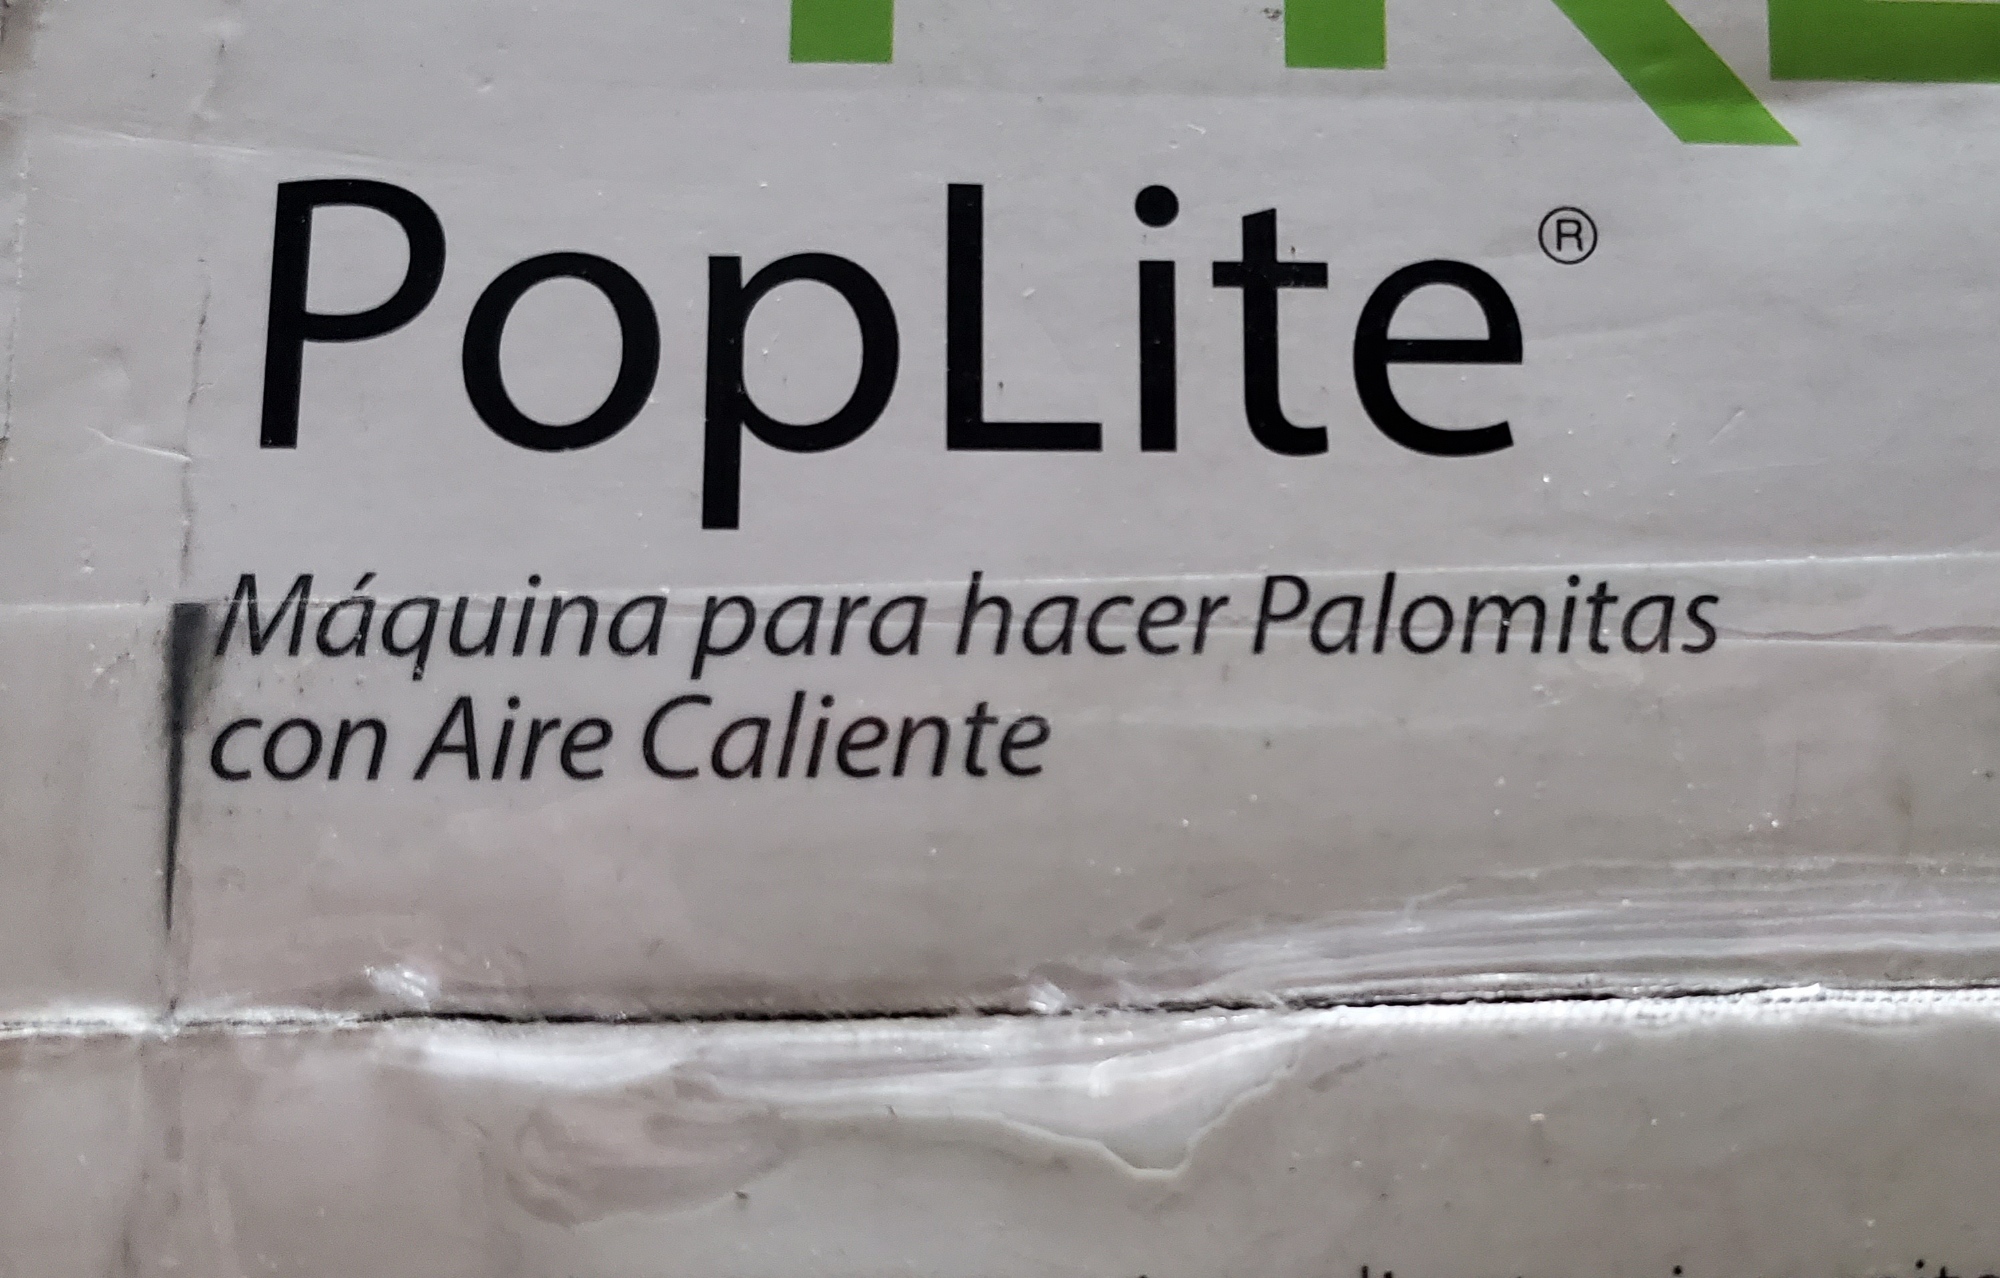 PopLite®
Máquina para hacer Palomitas
con Aire Caliente